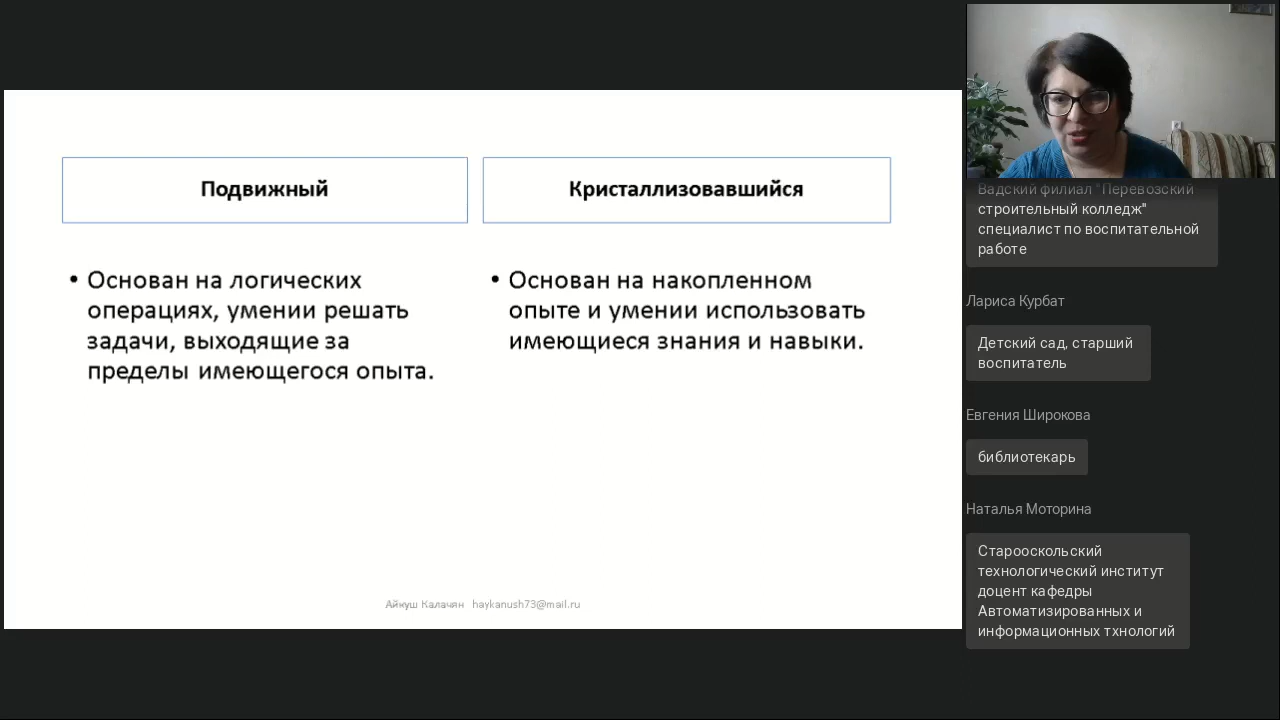 Подвижный
Кристаллизовавшийся
• Основан на логических
операциях, умении решать
задачи, выходящие за
пределы имеющегося опыта.
• Основан на накопленном
опыте и умении использовать
имеющиеся знания и навыки.
Айкуш Калачян haykanush73@mail.ru
Вадский филиал "Перевозский
строительный колледж"
специалист по воспитательной
работе
Лариса Курбат
Детский сад, старший
воспитатель
Евгения Широкова
библиотекарь
Наталья Моторина
Старооскольский
технологический институт
доцент кафедры
Автоматизированных и
информационных тхнологий